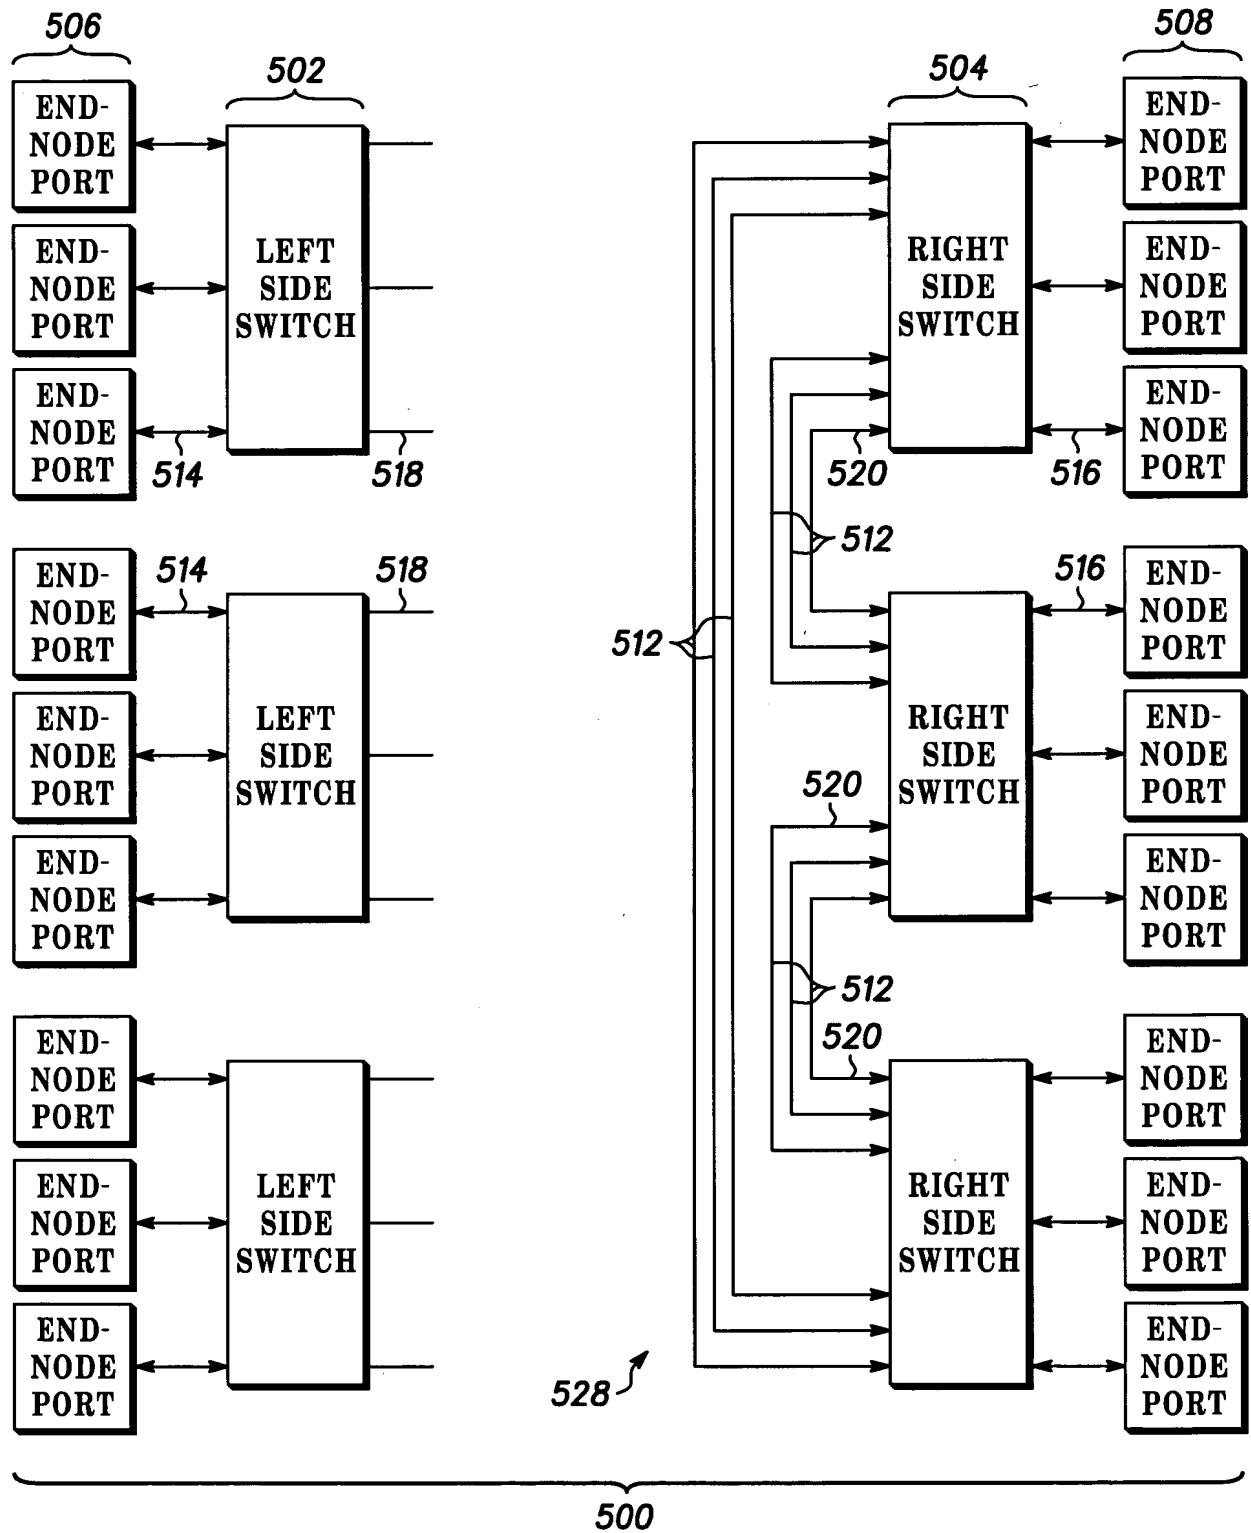 506
508
502
504
END-
NODE
PORT
END-
NODE
PORT
END-
NODE
PORT
LEFT
SIDE
SWITCH
514
518
RIGHT
SIDE
SWITCH
520
516
END-
NODE
PORT
END-
NODE
PORT
END-
NODE
PORT
512
512
END-
NODE
PORT
END-
NODE
PORT
END-
NODE
PORT
514
518
LEFT
SIDE
SWITCH
516
RIGHT
SIDE
SWITCH
520
END-
NODE
PORT
END-
NODE
PORT
END-
NODE
PORT
512
520
END-
NODE
PORT
END-
NODE
PORT
END-
NODE
PORT
LEFT
SIDE
SWITCH
RIGHT
SIDE
SWITCH
END-
NODE
PORT
END-
NODE
PORT
END-
NODE
PORT
528
500